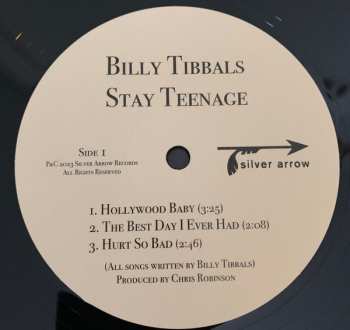 Billy Tibbals
Stay Teenage
Side 1
P&C 2023 Silver Arrow Records
All Rights Reserved
silver arrow
1. Hollywood Baby (3:25)
2. The Best Day I Ever Had (2:08)
3. Hurt So Bad (2:46)
(All songs written by Billy Tibbals)
Produced by Chris Robinson